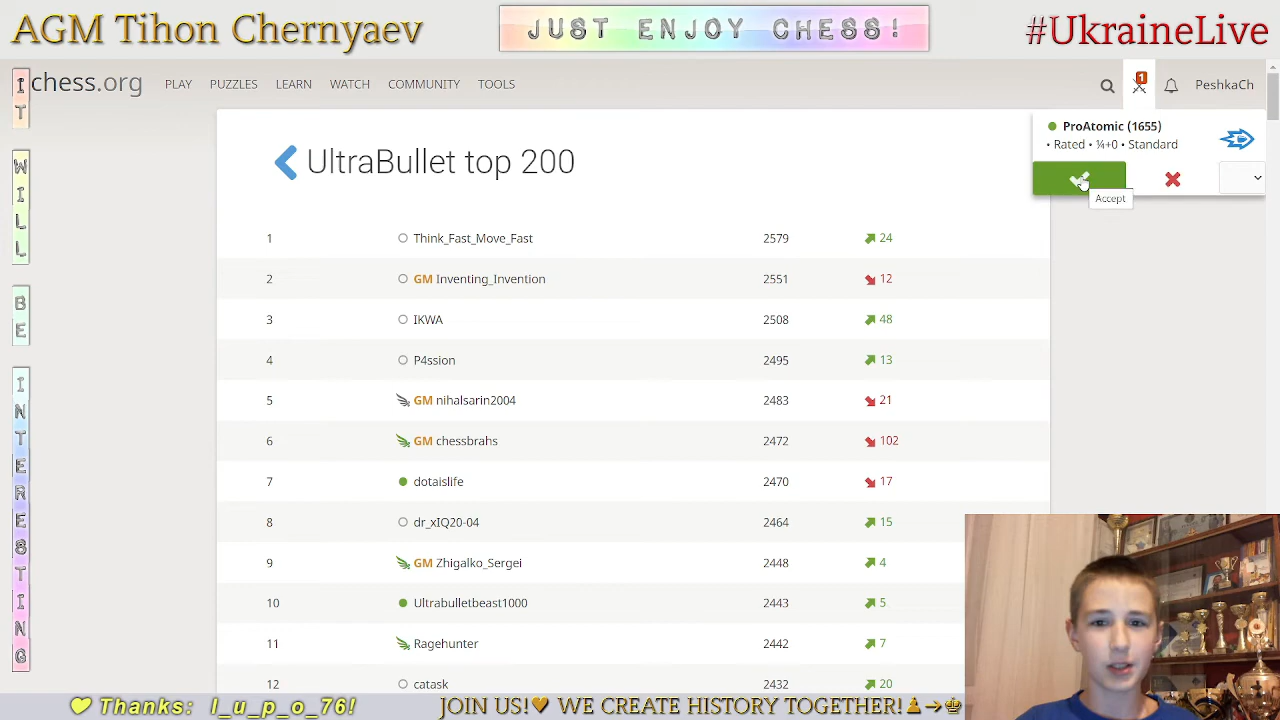 AGM Tihon Chernyaev
JUST ENJOY CHESS!
#UkraineLive
IT WILL BE INTERESTING
chess.org
PLAY PUZZLES LEARN WATCH COMMUNITY TOOLS
1
PeshkaCh
ProAtomic (1655)
• Rated • ¼+0 • Standard
Accept
UltraBullet top 200
1 Think_Fast_Move_Fast 2579 24
2 GM Inventing_Invention 2551 12
3 IKWA 2508 48
4 P4ssion 2495 13
5 GM nihalsarin2004 2483 21
6 GM chessbrahs 2472 102
7 dotaislife 2470 17
8 dr_xIQ20-04 2464 15
9 GM Zhigalko_Sergei 2448 4
10 Ultrabulletbeast1000 2443 5
11 Ragehunter 2442 7
12 catask 2432 20
Thanks: l_u_p_o_76!
JOIN US! WE CREATE HISTORY TOGETHER!